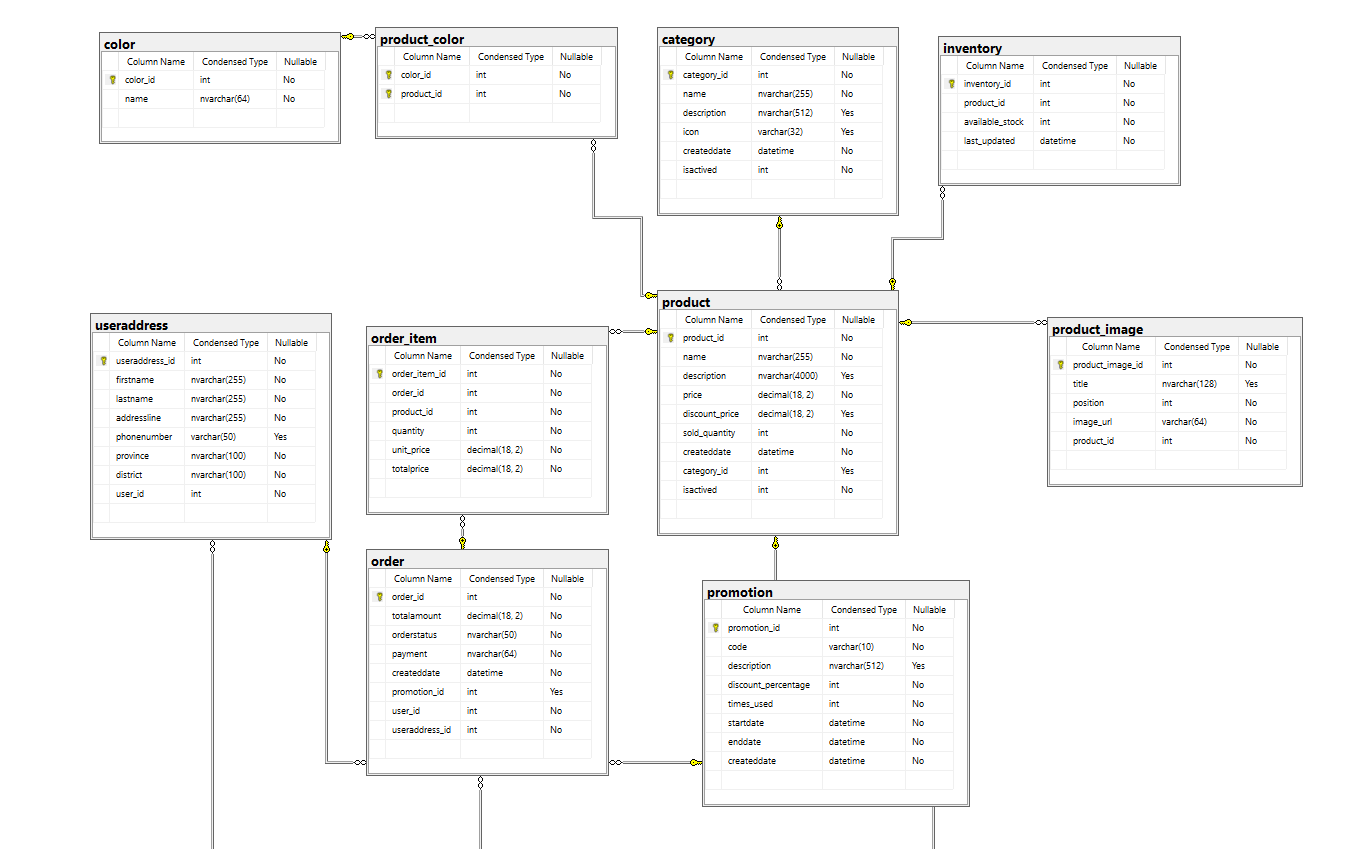 color
Column Name Condensed Type Nullable
color_id int No
name nvarchar(64) No
product_color
Column Name Condensed Type Nullable
color_id int No
product_id int No
category
Column Name Condensed Type Nullable
category_id int No
name nvarchar(255) No
description nvarchar(512) Yes
icon varchar(32) Yes
createddate datetime No
isactived int No
inventory
Column Name Condensed Type Nullable
inventory_id int No
product_id int No
available_stock int No
last_updated datetime No
useraddress
Column Name Condensed Type Nullable
useraddress_id int No
firstname nvarchar(255) No
lastname nvarchar(255) No
addressline nvarchar(255) No
phonenumber varchar(50) Yes
province nvarchar(100) No
district nvarchar(100) No
user_id int No
order_item
Column Name Condensed Type Nullable
order_item_id int No
order_id int No
product_id int No
quantity int No
unit_price decimal(18, 2) No
totalprice decimal(18, 2) No
product
Column Name Condensed Type Nullable
product_id int No
name nvarchar(255) No
description nvarchar(4000) Yes
price decimal(18, 2) No
discount_price decimal(18, 2) Yes
sold_quantity int No
createddate datetime No
category_id int Yes
isactived int No
product_image
Column Name Condensed Type Nullable
product_image_id int No
title nvarchar(128) Yes
position int No
image_url varchar(64) No
product_id int No
order
Column Name Condensed Type Nullable
order_id int No
totalamount decimal(18, 2) No
orderstatus nvarchar(50) No
payment nvarchar(64) No
createddate datetime No
promotion_id int Yes
user_id int No
useraddress_id int No
promotion
Column Name Condensed Type Nullable
promotion_id int No
code varchar(10) No
description nvarchar(512) Yes
discount_percentage int No
times_used int No
startdate datetime No
enddate datetime No
createddate datetime No